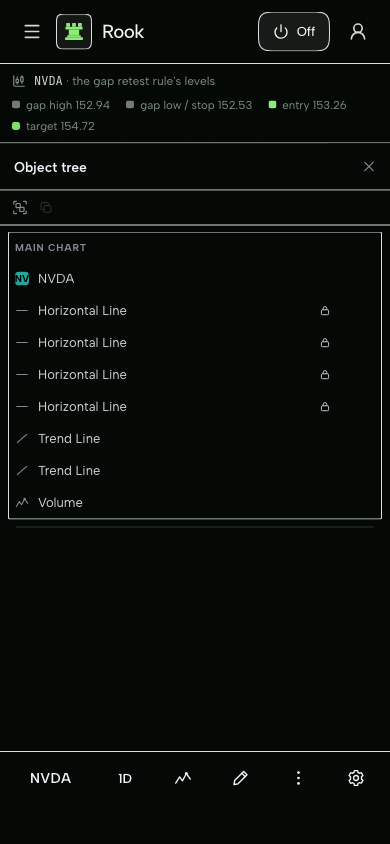 Rook
Off
NVDA · the gap retest rule's levels
gap high 152.94 gap low / stop 152.53 entry 153.26
target 154.72
Object tree
MAIN CHART
NV NVDA
Horizontal Line
Horizontal Line
Horizontal Line
Horizontal Line
Trend Line
Trend Line
Volume
NVDA 1D